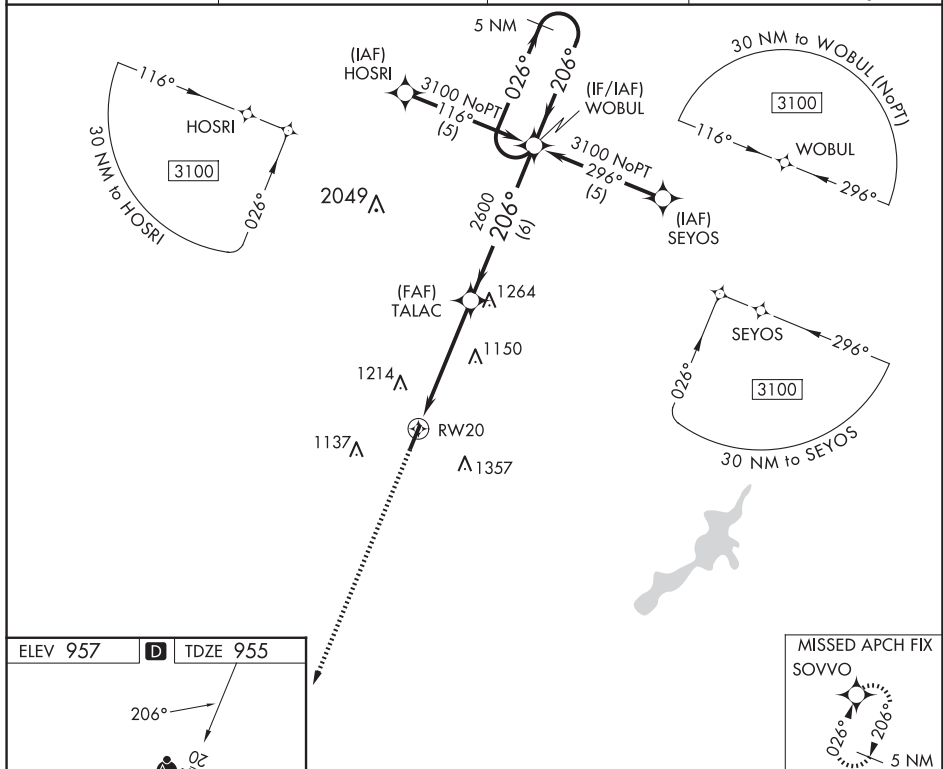 5 NM
(IAF)
HOSRI
026°
206°
30 NM to WOBUL (NoPT)
3100
116°
HOSRI
3100 NoPT
116°
(5)
(IF/IAF)
WOBUL
116°
WOBUL
296°
30 NM to HOSRI
3100
026°
2049
3100 NoPT
296°
(5)
(IAF)
SEYOS
2600
206°
(6)
(FAF)
TALAC
1264
SEYOS
296°
026°
3100
30 NM to SEYOS
1150
1214
RW20
1137
1357
ELEV 957
D
TDZE 955
206°
20
MISSED APCH FIX
SOVVO
026°
206°
5 NM